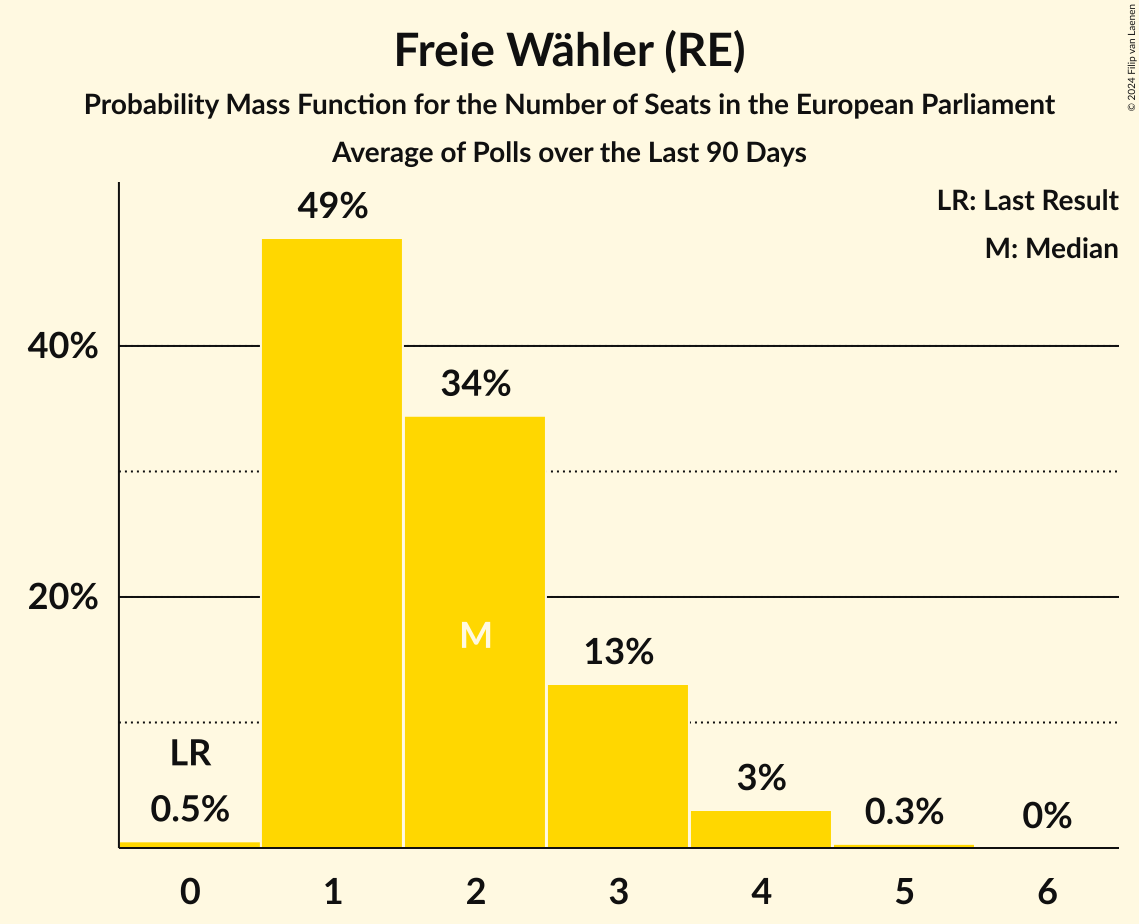 Freie Wähler (RE)
Probability Mass Function for the Number of Seats in the European Parliament
Average of Polls over the Last 90 Days
© 2024 Filip van Laenen
LR: Last Result
M: Median
49%
40%
34%
20%
M
13%
LR
0.5%
3%
0.3%
0%
0 1 2 3 4 5 6